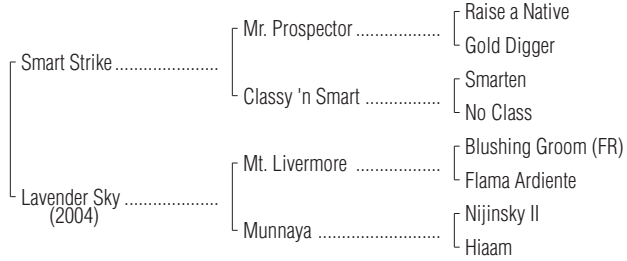 Raise a Native
Mr. Prospector ..................
Gold Digger
Smart Strike ......................
Smarten
Classy 'n Smart ................
No Class
Blushing Groom (FR)
Mt. Livermore ..................
Flama Ardiente
Lavender Sky ....................
(2004)
Nijinsky II
Munnaya ..........................
Hiaam